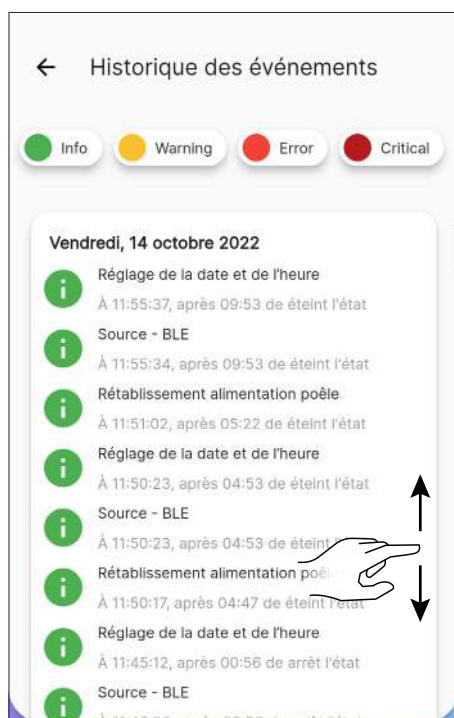 Historique des événements
Info Warning Error Critical
Vendredi, 14 octobre 2022
Réglage de la date et de l'heure
À 11:55:37, après 09:53 de éteint l'état
Source - BLE
À 11:55:34, après 09:53 de éteint l'état
Rétablissement alimentation poêle
À 11:51:02, après 05:22 de éteint l'état
Réglage de la date et de l'heure
À 11:50:23, après 04:53 de éteint l'état
Source - BLE
À 11:50:23, après 04:53 de éteint
Rétablissement alimentation
À 11:50:17, après 04:47 de éteint l'état
Réglage de la date et de l'heure
À 11:45:12, après 00:56 de arrêt l'état
Source - BLE